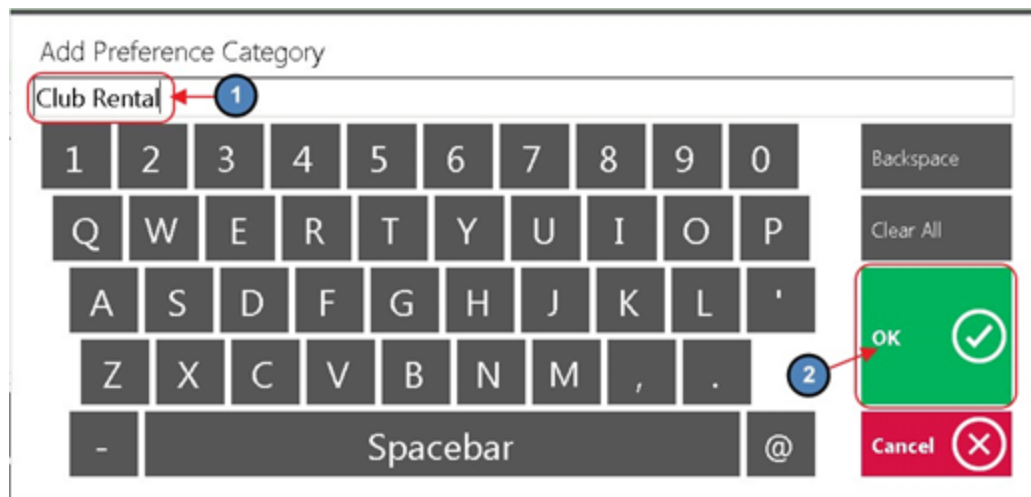 Add Preference Category
Club Rental 1
1 2 3 4 5 6 7 8 9 0 Backspace
Q W E R T Y U I O P Clear All
A S D F G H J K L '
OK
Z X C V B N M , . 2
- Spacebar @ Cancel